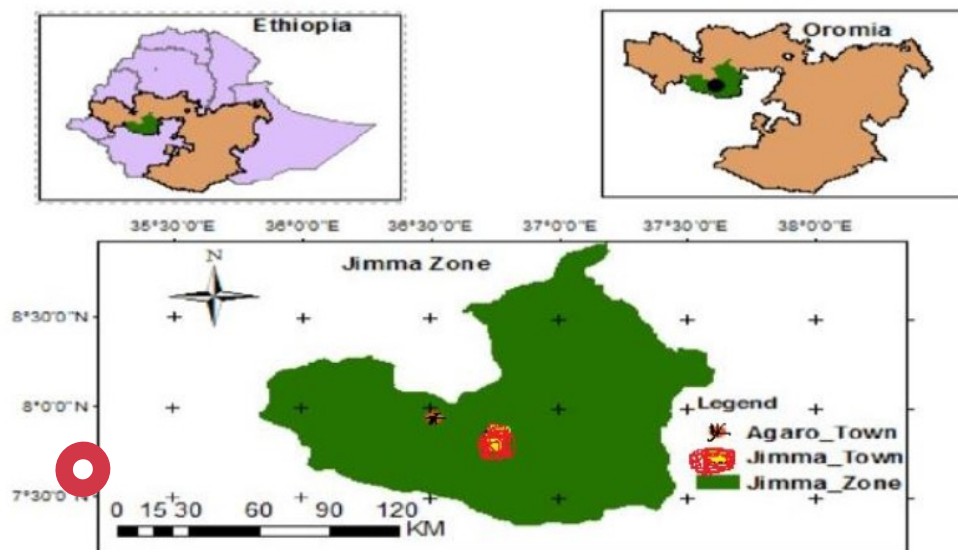 Ethiopia
Oromia
35°30'0"E 36°0'0"E 36°30'0"E 37°0'0"E 37°30'0"E 38°0'0"E
Jimma Zone
N
8°30'0"N
8°0'0"N
7°30'0"N
Legend
Agaro_Town
Jimma_Town
Jimma_Zone
0 15 30 60 90 120
KM